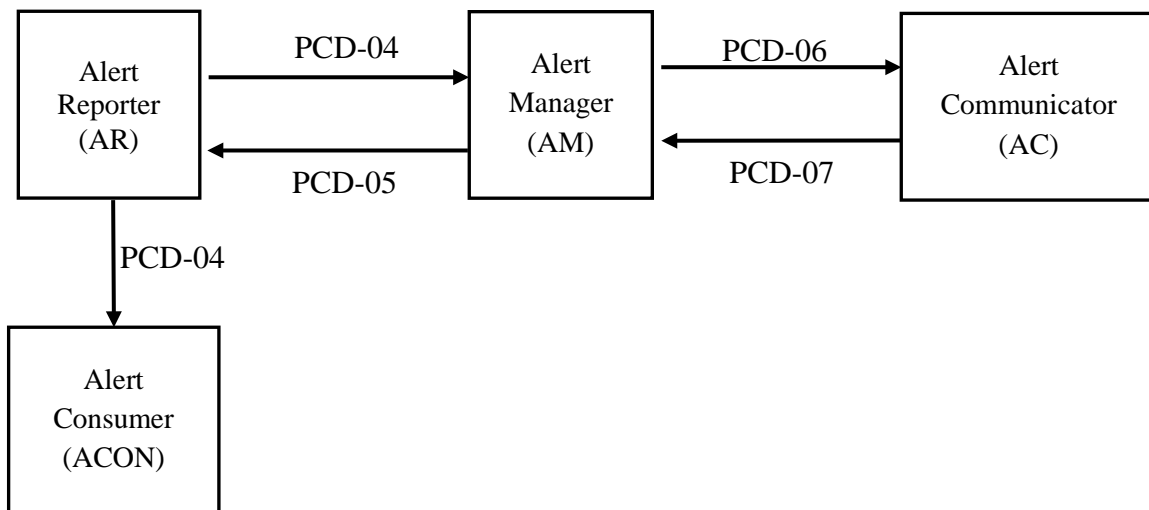 Alert
Reporter
(AR)
PCD-04
PCD-05
Alert
Manager
(AM)
PCD-06
PCD-07
Alert
Communicator
(AC)
PCD-04
Alert
Consumer
(ACON)